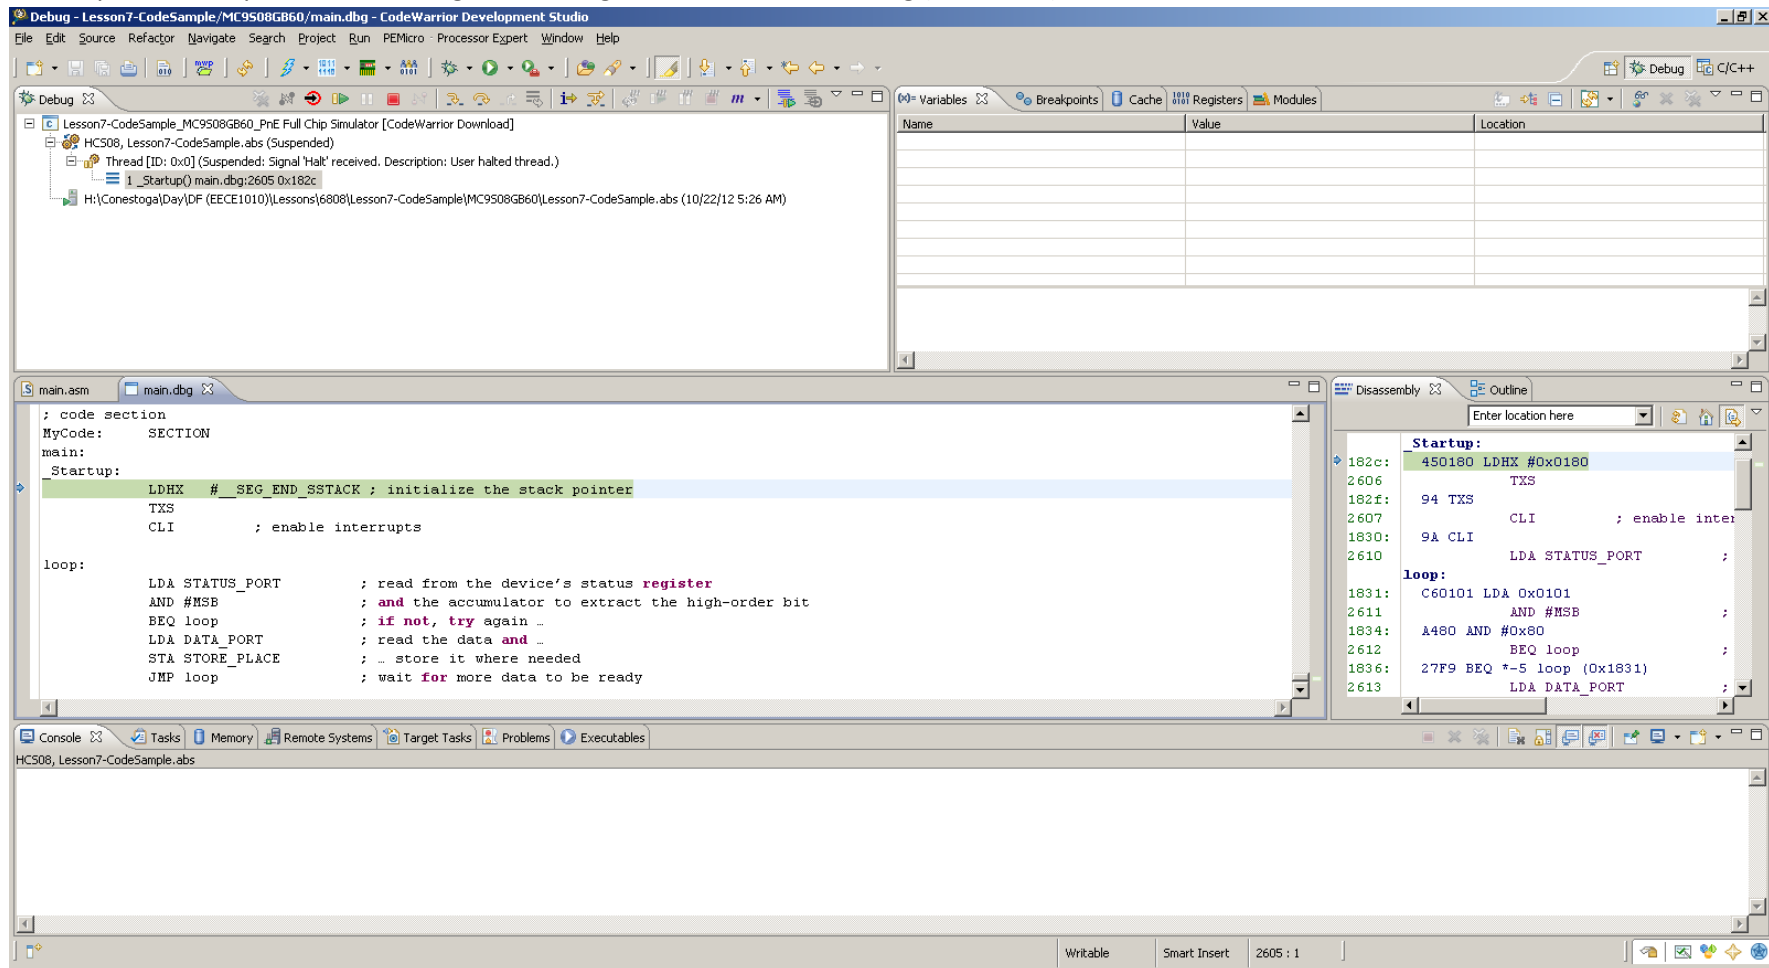 Debug - Lesson7-CodeSample/MC9S08GB60/main.dbg - CodeWarrior Development Studio
File Edit Source Refactor Navigate Search Project Run PEMicro Processor Expert Window Help
Debug C/C++
Debug
Lesson7-CodeSample_MC9S08GB60_PnE Full Chip Simulator [CodeWarrior Download]
HCS08, Lesson7-CodeSample.abs (Suspended)
Thread [ID: 0x0] (Suspended: Signal 'Halt' received. Description: User halted thread.)
1 _Startup() main.dbg:2605 0x182c
H:\Conestoga\Day\DF (EECE1010)\Lessons\6808\Lesson7-CodeSample\MC9S08GB60\Lesson7-CodeSample.abs (10/22/12 5:26 AM)
(x)= Variables Breakpoints Cache Registers Modules
Name Value Location
main.asm main.dbg
; code section
MyCode: SECTION
main:
_Startup:
LDHX #__SEG_END_SSTACK ; initialize the stack pointer
TXS
CLI ; enable interrupts
loop:
LDA STATUS_PORT ; read from the device's status register
AND #MSB ; and the accumulator to extract the high-order bit
BEQ loop ; if not, try again …
LDA DATA_PORT ; read the data and …
STA STORE_PLACE ; … store it where needed
JMP loop ; wait for more data to be ready
Disassembly Outline
Enter location here
_Startup:
182c: 450180 LDHX #0x0180
2606 TXS
182f: 94 TXS
2607 CLI ; enable inter
1830: 9A CLI
2610 LDA STATUS_PORT ;
loop:
1831: C60101 LDA 0x0101
2611 AND #MSB ;
1834: A480 AND #0x80
2612 BEQ loop ;
1836: 27F9 BEQ *-5 loop (0x1831)
2613 LDA DATA_PORT ;
Console Tasks Memory Remote Systems Target Tasks Problems Executables
HCS08, Lesson7-CodeSample.abs
Writable Smart Insert 2605 : 1